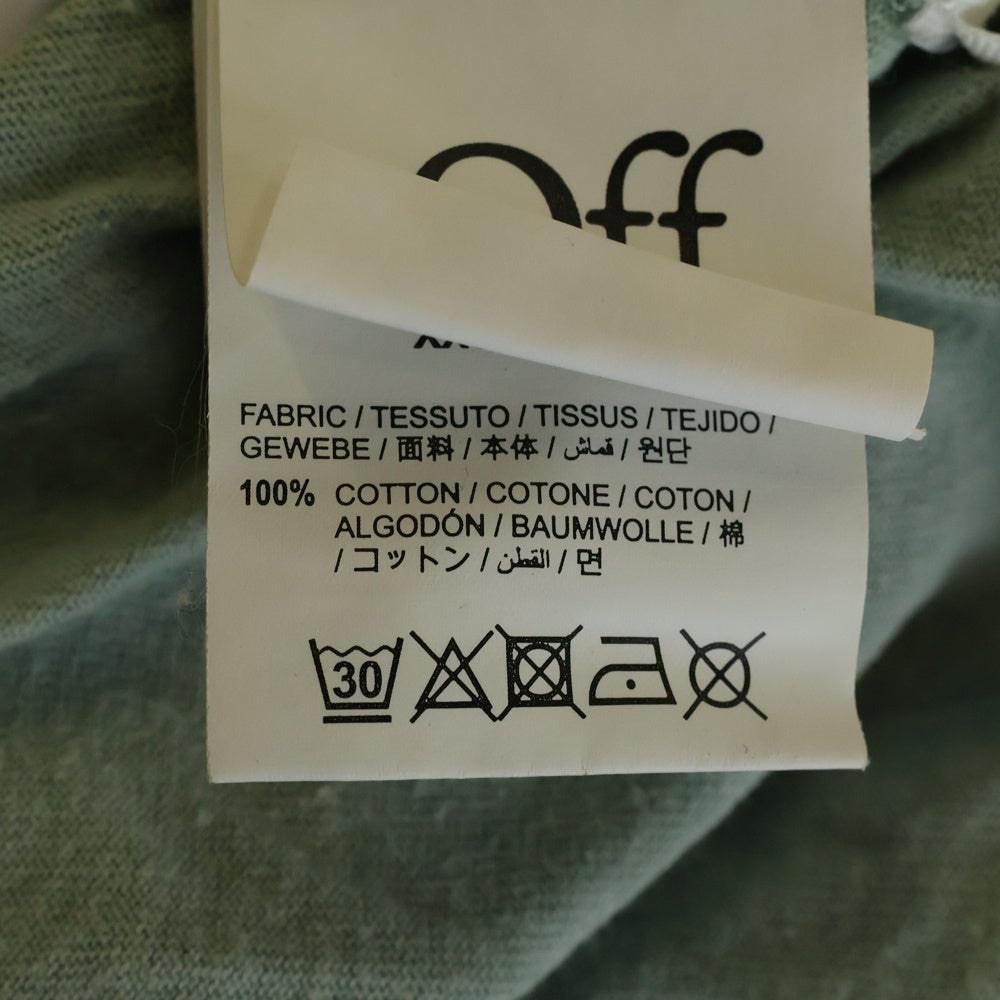 Off
FABRIC / TESSUTO / TISSUS / TEJIDO /
GEWEBE / 面料 / 本体 / قماش / 원단
100% COTTON / COTONE / COTON /
ALGODÓN / BAUMWOLLE / 棉
/ コットン / القطن / 면
30